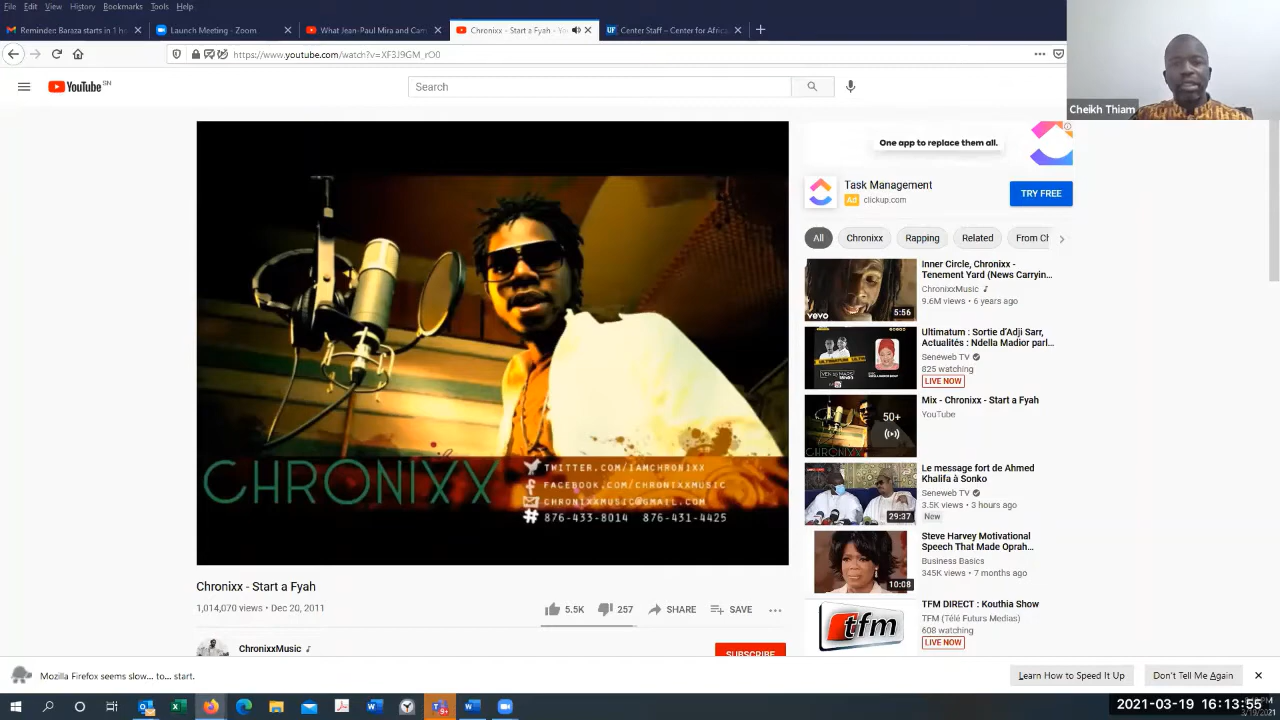 File Edit View History Bookmarks Tools Help
Reminder: Baraza starts in 1 h
Launch Meeting - Zoom
What Jean-Paul Mira and Cam
Chronixx - Start a Fyah - Yo
Center Staff – Center for Africa
https://www.youtube.com/watch?v=XF3J9GM_rO0
YouTube SN
Search
Cheikh Thiam
One app to replace them all.
Task Management
Ad clickup.com
TRY FREE
All Chronixx Rapping Related From Ch
Inner Circle, Chronixx -
Tenement Yard (News Carryin...
ChronixxMusic
9.6M views • 6 years ago
vevo
5:56
Ultimatum : Sortie d'Adji Sarr,
Actualités : Ndella Madior parl...
Seneweb TV
825 watching
LIVE NOW
Mix - Chronixx - Start a Fyah
YouTube
50+
CHRONIXX
TWITTER.COM/IAMCHRONIXX
FACEBOOK.COM/CHRONIXXMUSIC
CHRONIXXMUSIC@GMAIL.COM
# 876-433-8014 876-431-4425
Le message fort de Ahmed
Khalifa à Sonko
Seneweb TV
3.5K views • 3 hours ago
New
29:37
Steve Harvey Motivational
Speech That Made Oprah...
Business Basics
345K views • 7 months ago
10:08
TFM DIRECT : Kouthia Show
TFM (Télé Futurs Medias)
608 watching
LIVE NOW
tfm
Chronixx - Start a Fyah
1,014,070 views • Dec 20, 2011
5.5K 257 SHARE SAVE
ChronixxMusic
SUBSCRIBE
Mozilla Firefox seems slow... to... start.
Learn How to Speed It Up
Don't Tell Me Again
2021-03-19 16:13:55